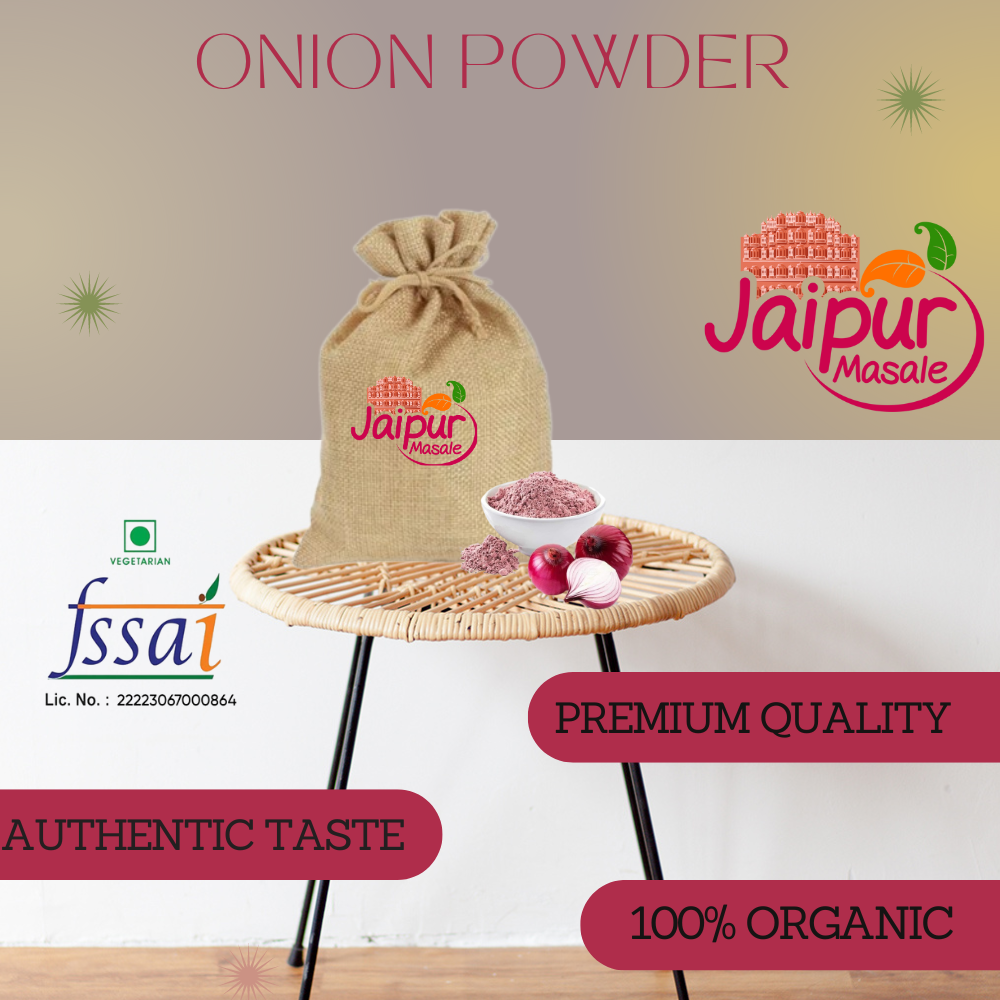 ONION POWDER
Jaipur
Masale
Jaipur
Masale
VEGETARIAN
fssai
Lic. No. : 22223067000864
PREMIUM QUALITY
AUTHENTIC TASTE
100% ORGANIC